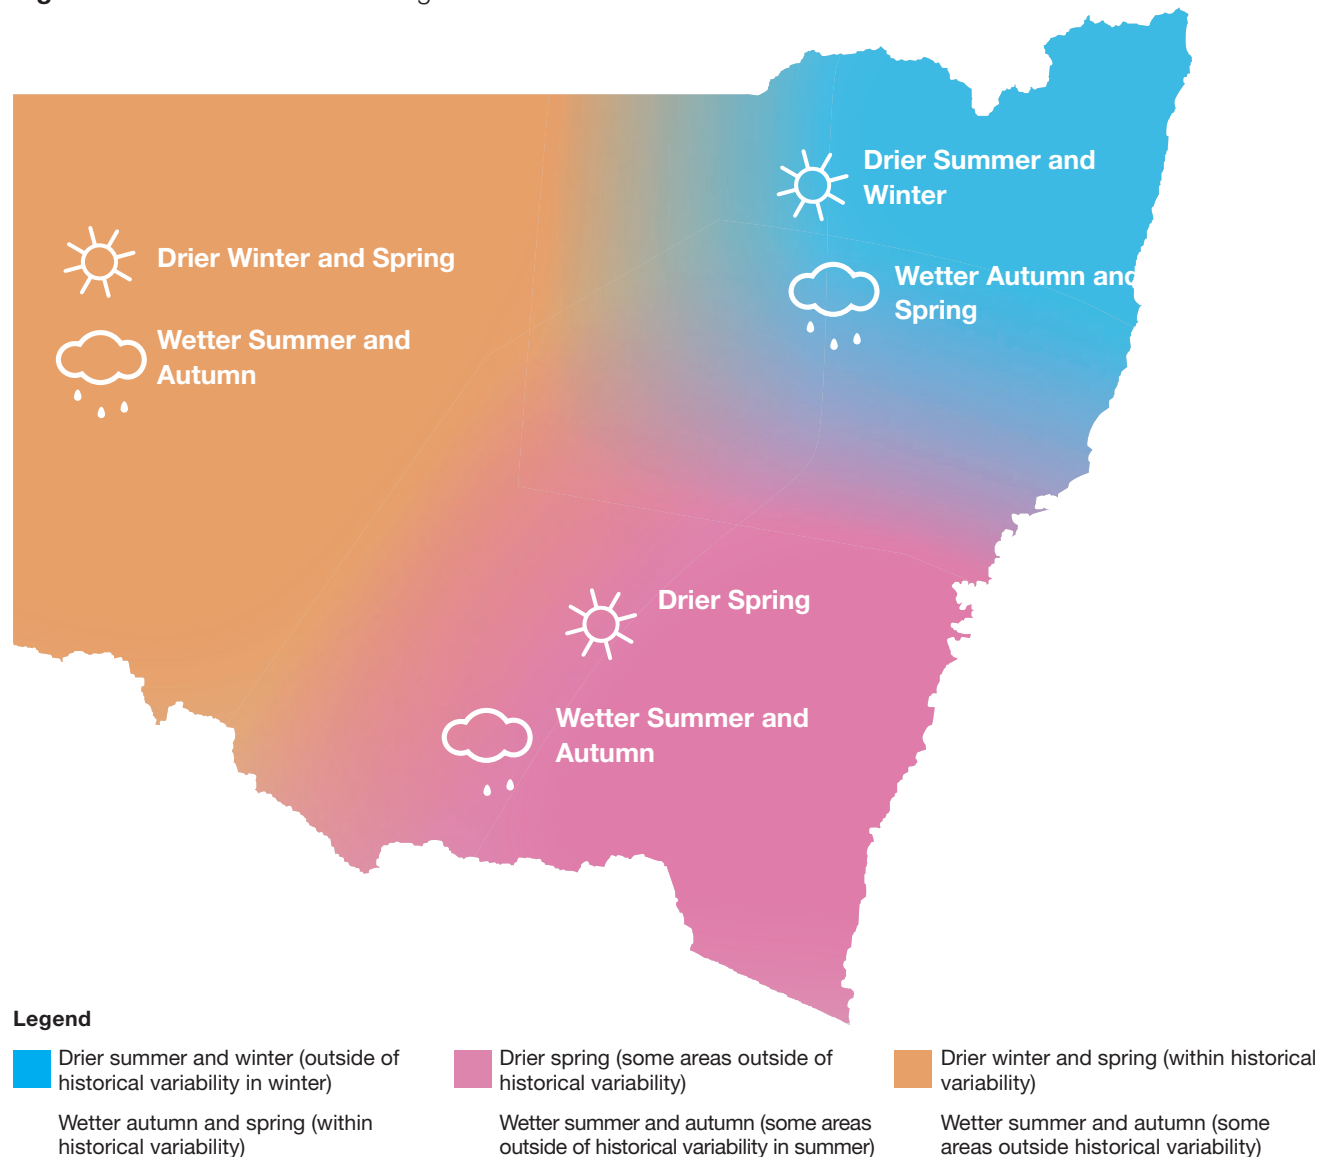 Drier Summer and
Winter
Drier Winter and Spring
Wetter Autumn and
Spring
Wetter Summer and
Autumn
Drier Spring
Wetter Summer and
Autumn
Legend
Drier summer and winter (outside of
historical variability in winter)
Wetter autumn and spring (within
historical variability)
Drier spring (some areas outside of
historical variability)
Wetter summer and autumn (some areas
outside of historical variability in summer)
Drier winter and spring (within historical
variability)
Wetter summer and autumn (some
areas outside historical variability)